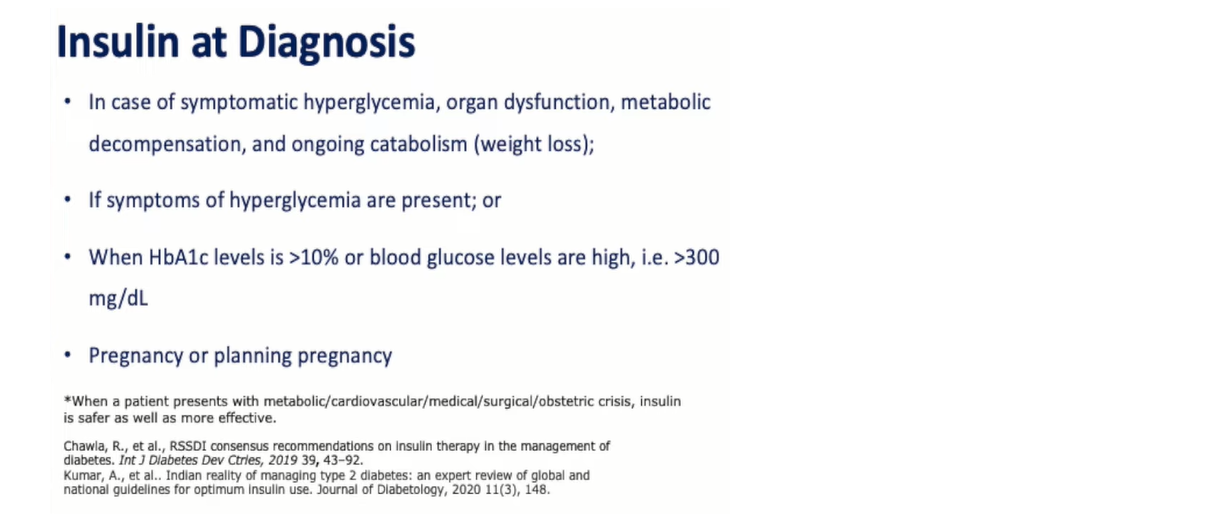 Insulin at Diagnosis
• In case of symptomatic hyperglycemia, organ dysfunction, metabolic
decompensation, and ongoing catabolism (weight loss);
• If symptoms of hyperglycemia are present; or
• When HbA1c levels is >10% or blood glucose levels are high, i.e. >300
mg/dL
• Pregnancy or planning pregnancy
*When a patient presents with metabolic/cardiovascular/medical/surgical/obstetric crisis, insulin
is safer as well as more effective.
Chawla, R., et al., RSSDI consensus recommendations on insulin therapy in the management of
diabetes. Int J Diabetes Dev Ctries, 2019 39, 43–92.
Kumar, A., et al.. Indian reality of managing type 2 diabetes: an expert review of global and
national guidelines for optimum insulin use. Journal of Diabetology, 2020 11(3), 148.